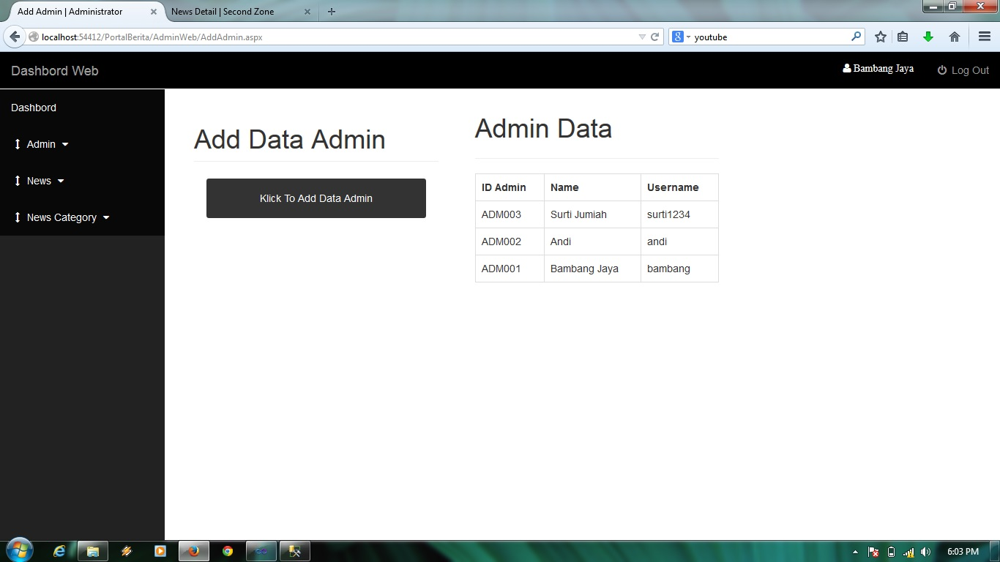 Add Admin | Administrator
News Detail | Second Zone
localhost:54412/PortalBerita/AdminWeb/AddAdmin.aspx
8 youtube
Dashbord Web
Bambang Jaya
Log Out
Dashbord
Admin
News
News Category
Add Data Admin
Klick To Add Data Admin
Admin Data
ID Admin Name Username
ADM003 Surti Jumiah surti1234
ADM002 Andi andi
ADM001 Bambang Jaya bambang
6:03 PM